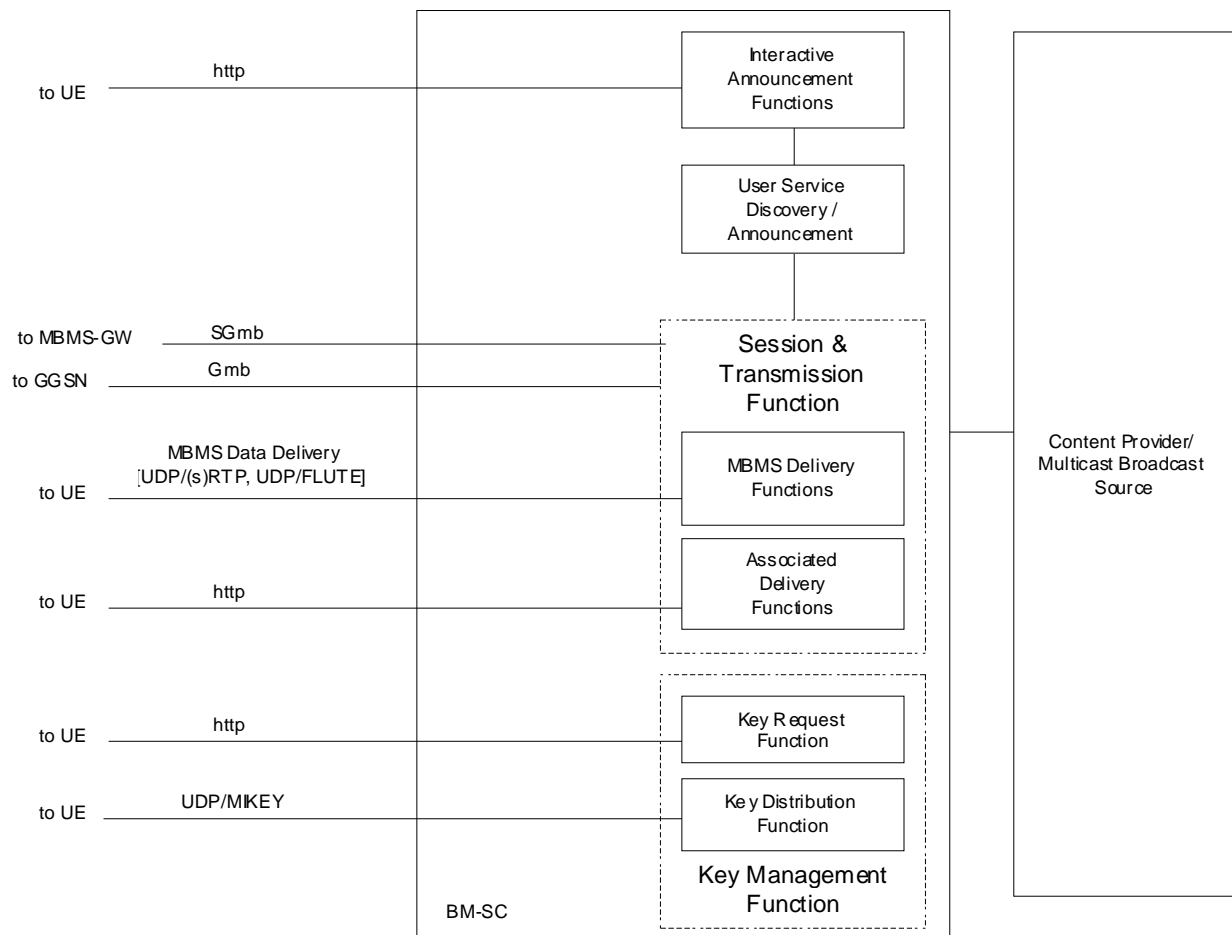 Interactive
Announcement
Functions
http
to UE
User Service
Discovery /
Announcement
to MBMS-GW
SGmb
Session &
Transmission
Function
to GGSN
Gmb
MBMS Data Delivery
[UDP/(s)RTP, UDP/FLUTE]
to UE
MBMS Delivery
Functions
Content Provider/
Multicast Broadcast
Source
Associated
Delivery
Functions
http
to UE
Key Request
Function
http
to UE
UDP/MIKEY
to UE
Key Distribution
Function
Key Management
Function
BM-SC